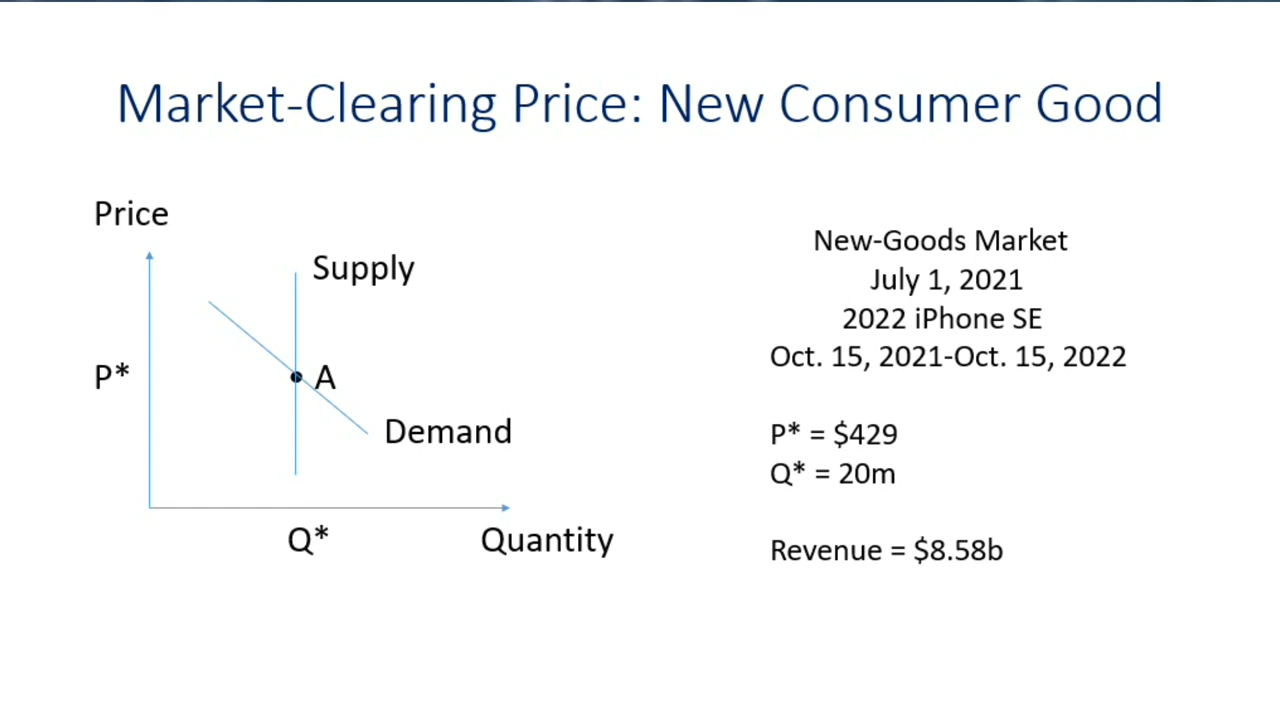 Market-Clearing Price: New Consumer Good
Price
Supply
P*
A
Demand
Q*
Quantity
New-Goods Market
July 1, 2021
2022 iPhone SE
Oct. 15, 2021-Oct. 15, 2022
P* = $429
Q* = 20m
Revenue = $8.58b